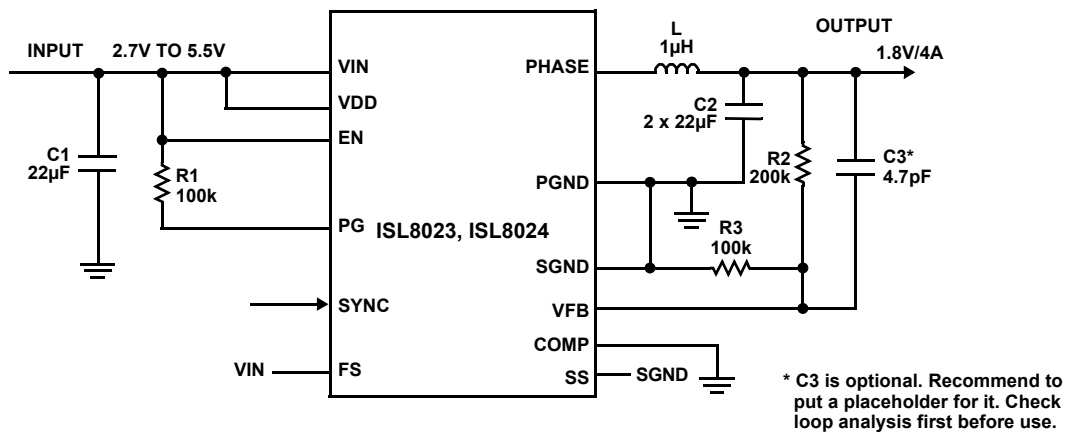 INPUT
2.7V TO 5.5V
L
1µH
OUTPUT
1.8V/4A
VIN
VDD
EN
PG
SYNC
FS
PHASE
PGND
SGND
VFB
COMP
SS
ISL8023, ISL8024
C1
22µF
R1
100k
C2
2 x 22µF
R2
200k
C3*
4.7pF
R3
100k
VIN
SGND
* C3 is optional. Recommend to
put a placeholder for it. Check
loop analysis first before use.